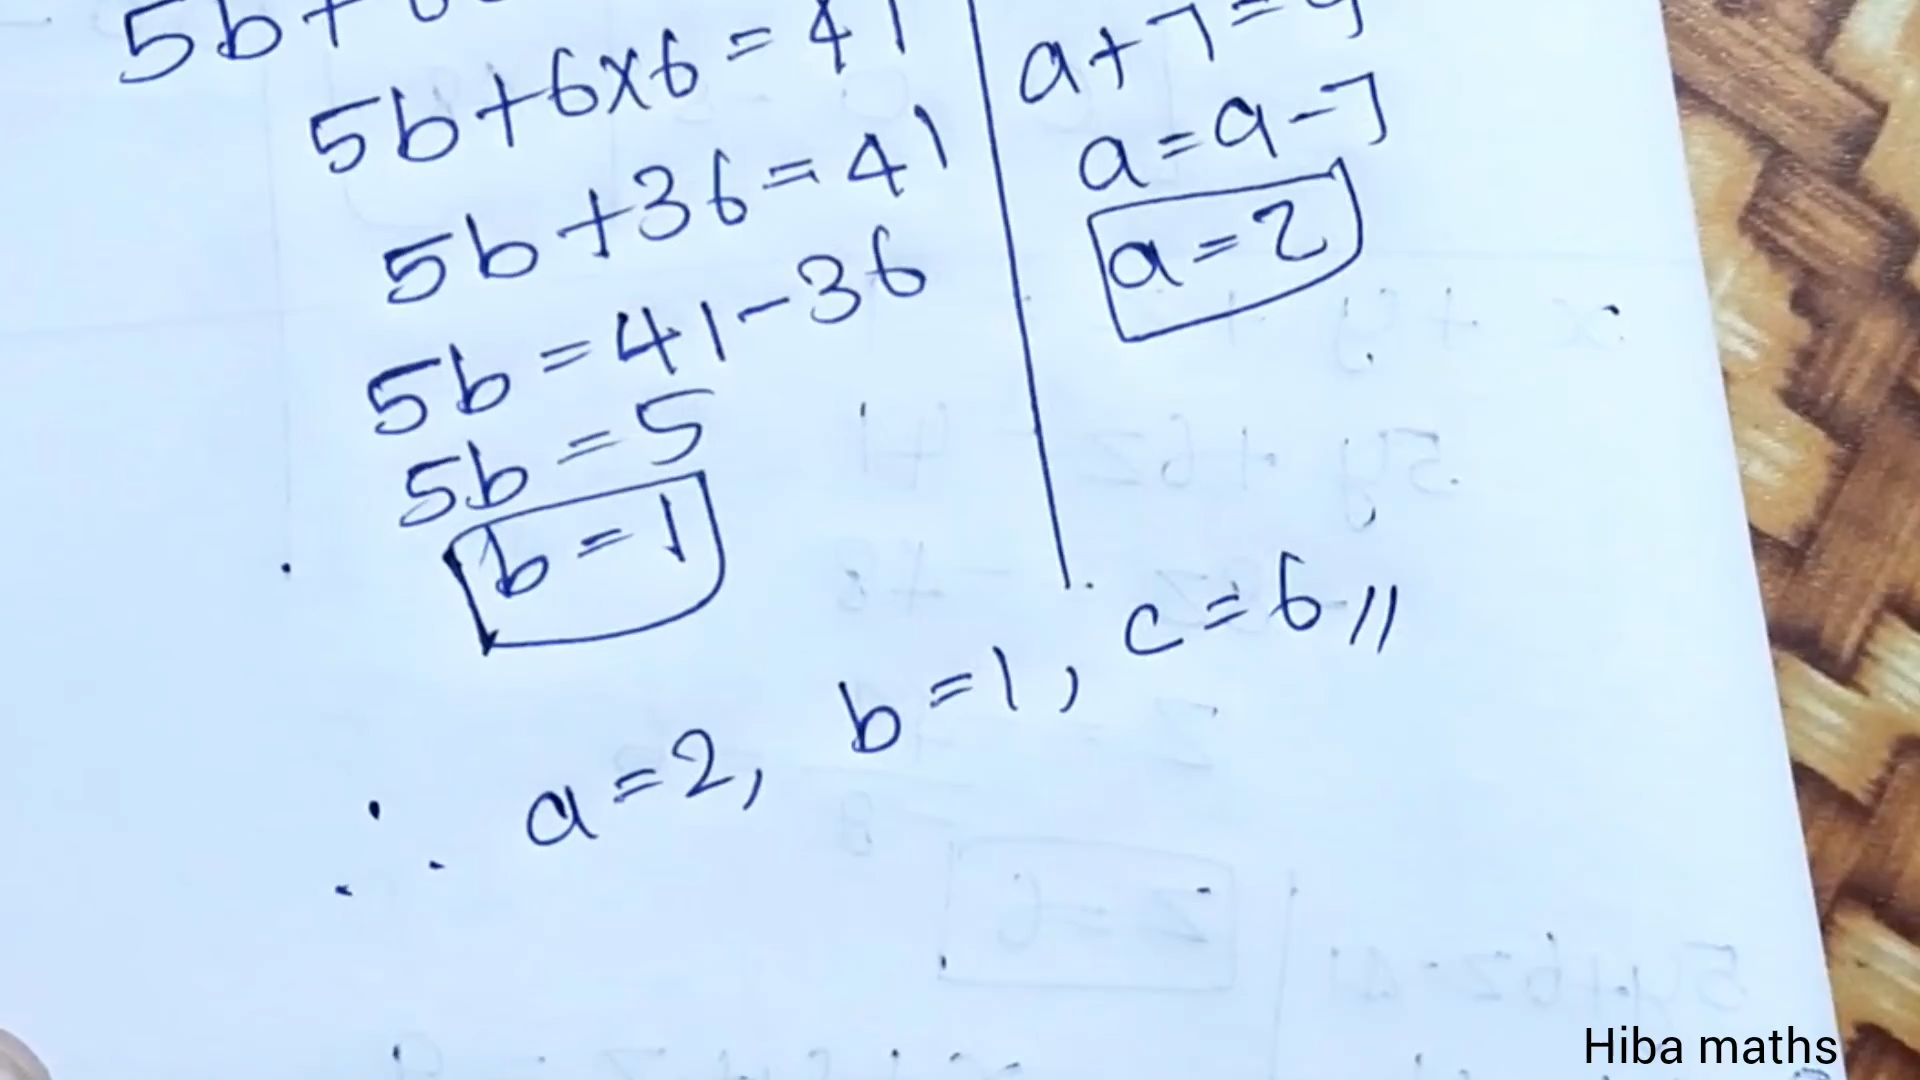 5b+
5b+6x6=41
5b+36=41
5b=41-36
5b=5
b=1
a+7=9
a=9-7
a=2
∴ a=2, b=1, c=6//
Hiba maths